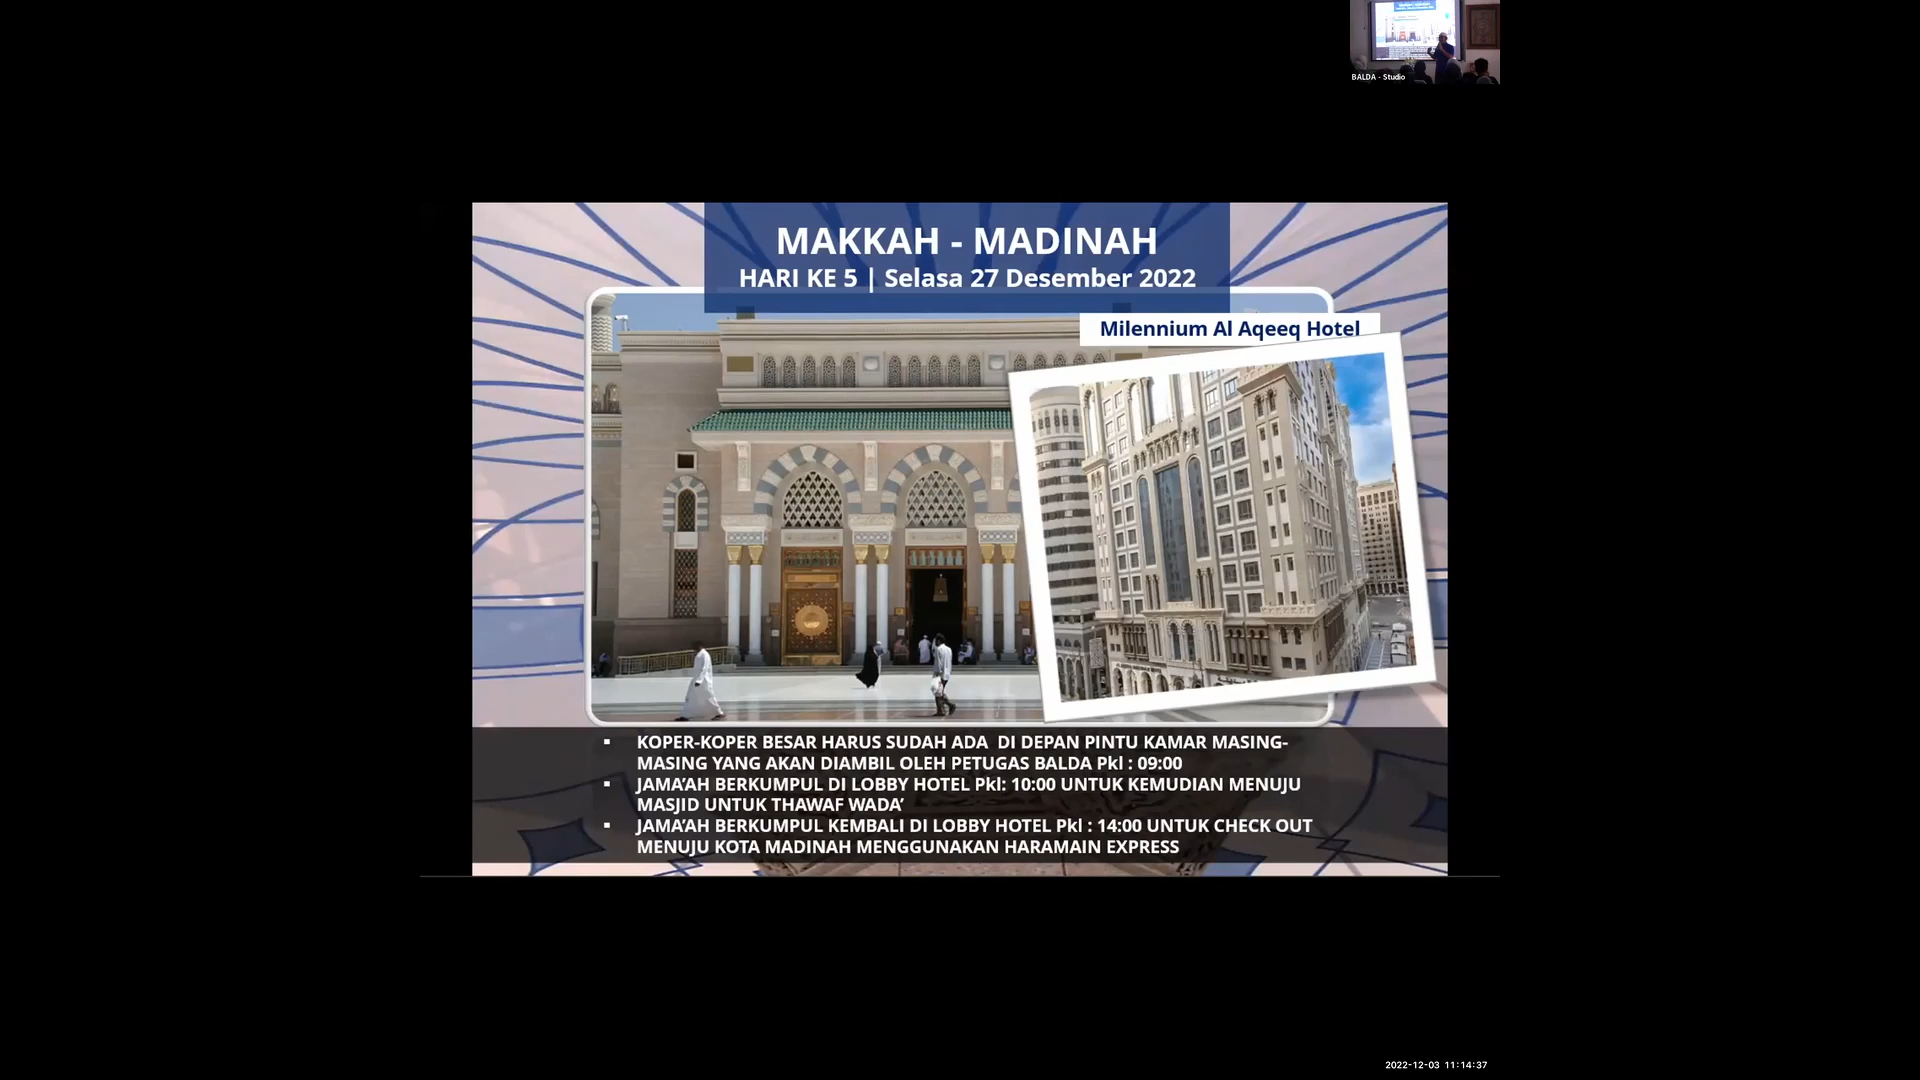 BALDA - Studio
MAKKAH - MADINAH
HARI KE 5 | Selasa 27 Desember 2022
Milennium Al Aqeeq Hotel
▪ KOPER-KOPER BESAR HARUS SUDAH ADA  DI DEPAN PINTU KAMAR MASING-
MASING YANG AKAN DIAMBIL OLEH PETUGAS BALDA Pkl : 09:00
▪ JAMA’AH BERKUMPUL DI LOBBY HOTEL Pkl: 10:00 UNTUK KEMUDIAN MENUJU
MASJID UNTUK THAWAF WADA’
▪ JAMA’AH BERKUMPUL KEMBALI DI LOBBY HOTEL Pkl : 14:00 UNTUK CHECK OUT
MENUJU KOTA MADINAH MENGGUNAKAN HARAMAIN EXPRESS
2022-12-03 11:14:37